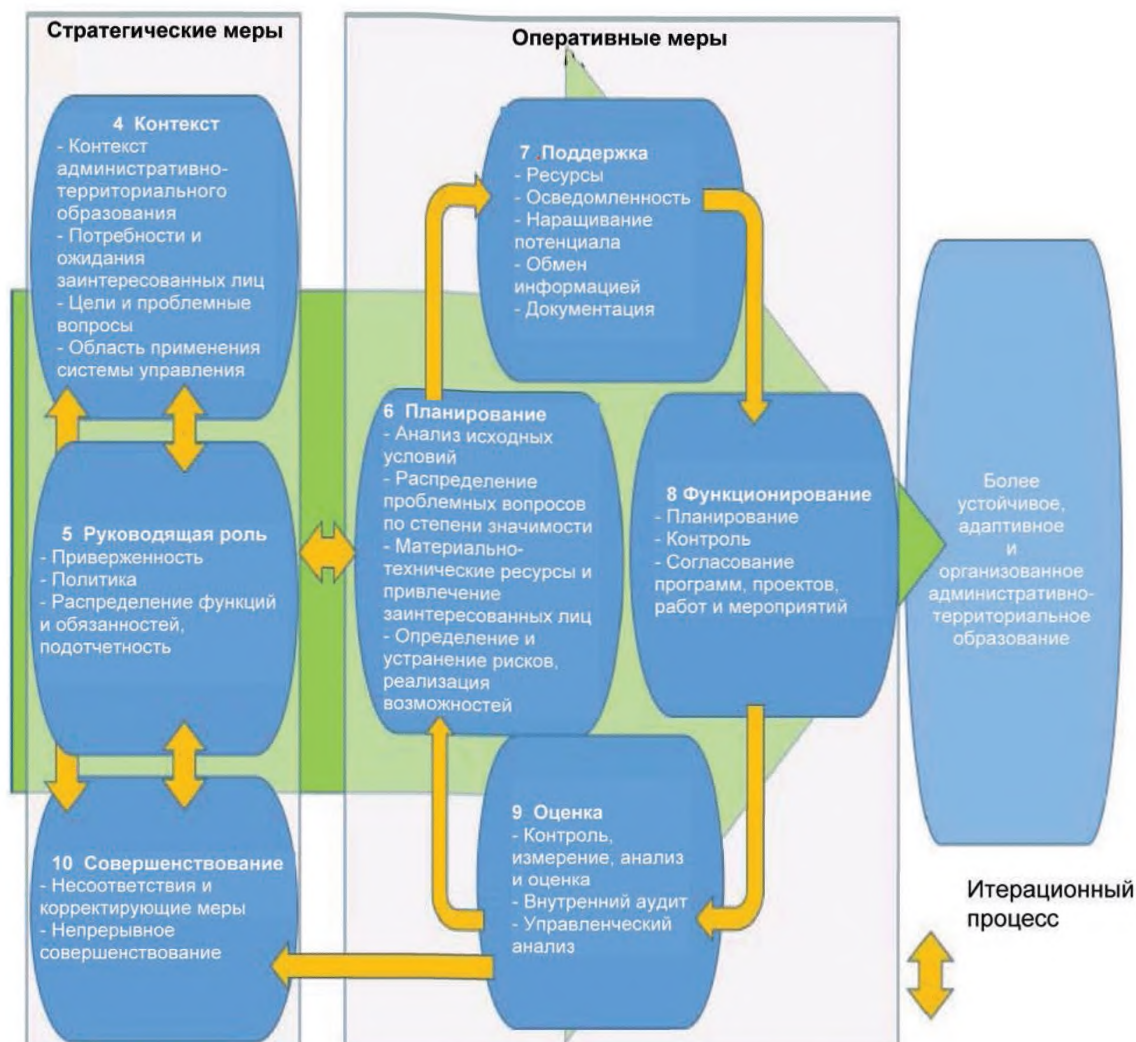 Стратегические меры
Оперативные меры
4 Контекст
- Контекст
административно-
территориального
образования
- Потребности и
ожидания
заинтересованных лиц
- Цели и проблемные
вопросы
- Область применения
системы управления
5 Руководящая роль
- Приверженность
- Политика
- Распределение функций
и обязанностей,
подотчетность
10 Совершенствование
- Несоответствия и
корректирующие меры
- Непрерывное
совершенствование
7 .Поддержка
- Ресурсы
- Осведомленность
- Наращивание
потенциала
- Обмен
информацией
- Документация
6 Планирование
- Анализ исходных
условий
- Распределение
проблемных вопросов
по степени значимости
- Материально-
технические ресурсы и
привлечение
заинтересованных лиц
- Определение и
устранение рисков,
реализация
возможностей
8 Функционирование
- Планирование
- Контроль
- Согласование
программ, проектов,
работ и мероприятий
9 Оценка
- Контроль,
измерение, анализ
и оценка
- Внутренний аудит
- Управленческий
анализ
Более
устойчивое,
адаптивное
и
организованное
административно-
территориальное
образование
Итерационный
процесс